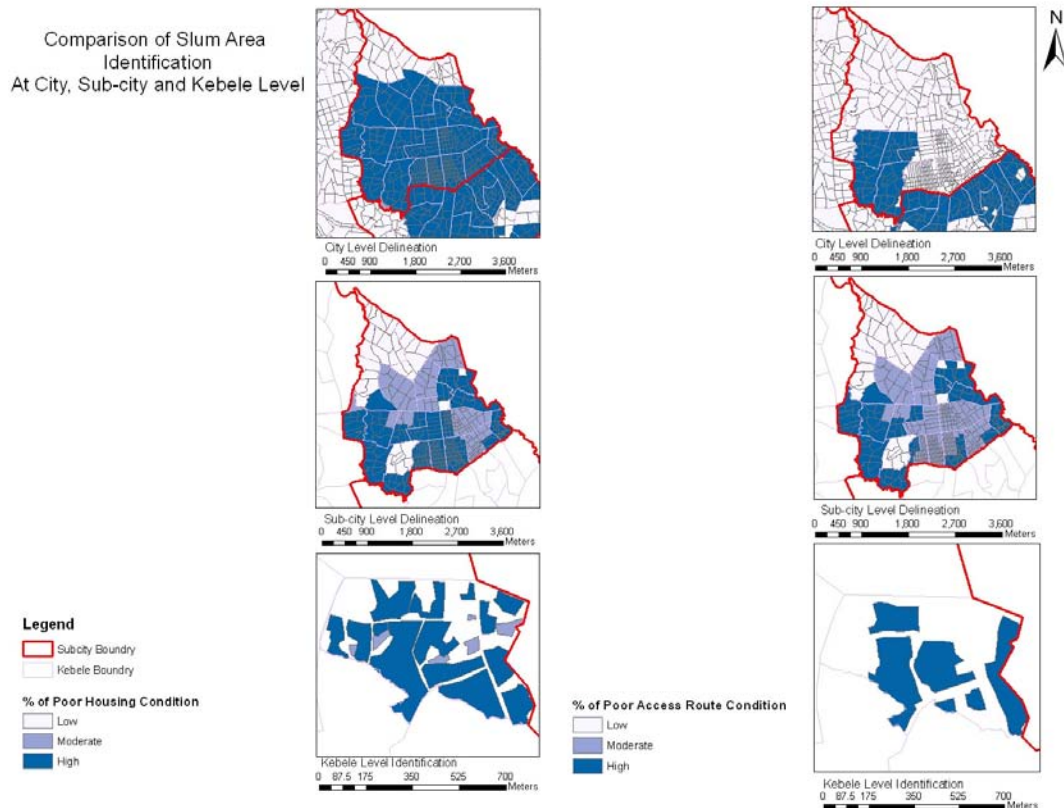 Comparison of Slum Area
Identification
At City, Sub-city and Kebele Level
N
City Level Delineation
0 450 900 1,800 2,700 3,600
Meters
City Level Delineation
0 450 900 1,800 2,700 3,600
Meters
Sub-city Level Delineation
0 450 900 1,800 2,700 3,600
Meters
Sub-city Level Delineation
0 450 900 1,800 2,700 3,600
Meters
Legend
Subcity Boundry
Kebele Boundry
% of Poor Housing Condition
Low
Moderate
High
% of Poor Access Route Condition
Low
Moderate
High
Kebele Level Identification
0 87.5 175 350 525 700
Meters
Kebele Level Identification
0 87.5 175 350 525 700
Meters